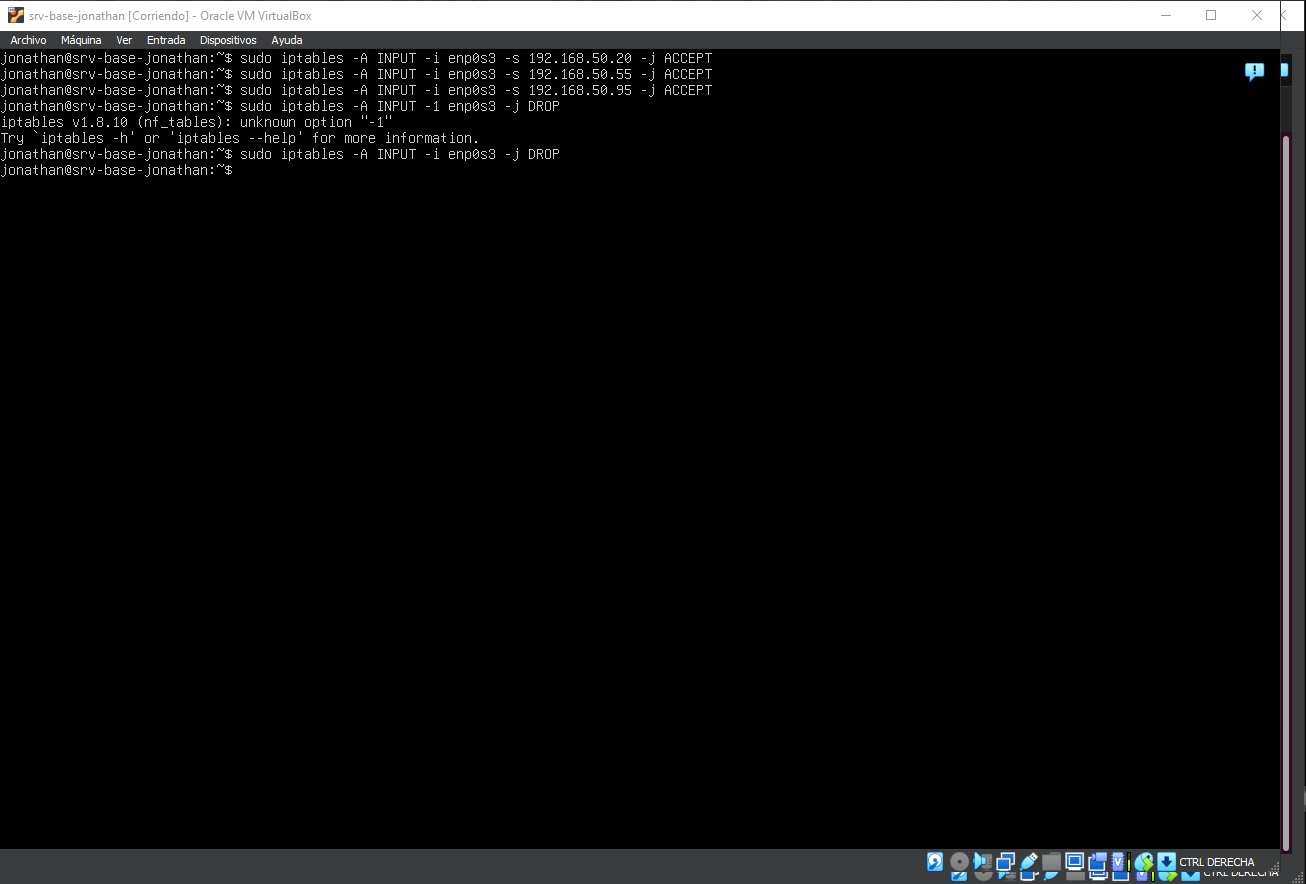 srv-base-jonathan [Corriendo] - Oracle VM VirtualBox
Archivo Máquina Ver Entrada Dispositivos Ayuda
jonathan@srv-base-jonathan:~$ sudo iptables -A INPUT -i enp0s3 -s 192.168.50.20 -j ACCEPT
jonathan@srv-base-jonathan:~$ sudo iptables -A INPUT -i enp0s3 -s 192.168.50.55 -j ACCEPT
jonathan@srv-base-jonathan:~$ sudo iptables -A INPUT -i enp0s3 -s 192.168.50.95 -j ACCEPT
jonathan@srv-base-jonathan:~$ sudo iptables -A INPUT -1 enp0s3 -j DROP
iptables v1.8.10 (nf_tables): unknown option "-1"
Try `iptables -h' or 'iptables --help' for more information.
jonathan@srv-base-jonathan:~$ sudo iptables -A INPUT -i enp0s3 -j DROP
jonathan@srv-base-jonathan:~$
CTRL DERECHA
CTRL DERECHA